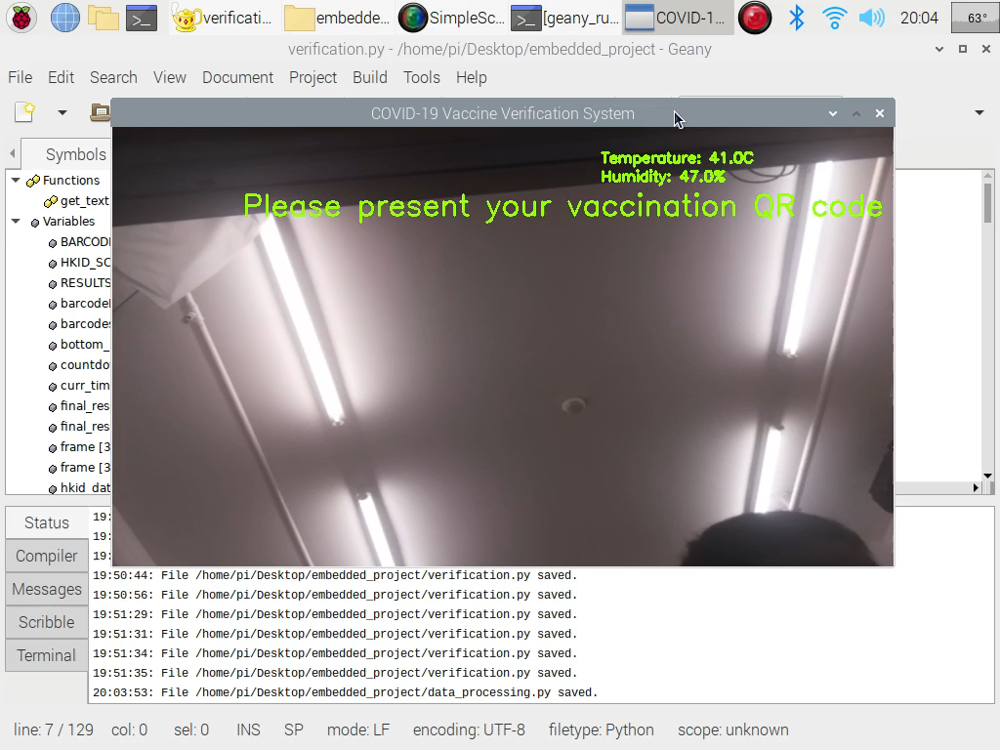 verificati...
embedde...
SimpleSc...
[geany_ru...
COVID-1...
20:04
63°
verification.py - /home/pi/Desktop/embedded_project - Geany
File Edit Search View Document Project Build Tools Help
COVID-19 Vaccine Verification System
Temperature: 41.0C
Humidity: 47.0%
Please present your vaccination QR code
Symbols
Functions
get_text
Variables
BARCOD
HKID_SC
RESULTS
barcode
barcodes
bottom_
countdo
curr_tim
final_res
final_res
frame [3
frame [3
hkid_dat
Status
Compiler
Messages
Scribble
Terminal
19:
19:
19:
19:50:44: File /home/pi/Desktop/embedded_project/verification.py saved.
19:50:56: File /home/pi/Desktop/embedded_project/verification.py saved.
19:51:29: File /home/pi/Desktop/embedded_project/verification.py saved.
19:51:31: File /home/pi/Desktop/embedded_project/verification.py saved.
19:51:34: File /home/pi/Desktop/embedded_project/verification.py saved.
19:51:35: File /home/pi/Desktop/embedded_project/verification.py saved.
20:03:53: File /home/pi/Desktop/embedded_project/data_processing.py saved.
line: 7 / 129 col: 0 sel: 0 INS SP mode: LF encoding: UTF-8 filetype: Python scope: unknown